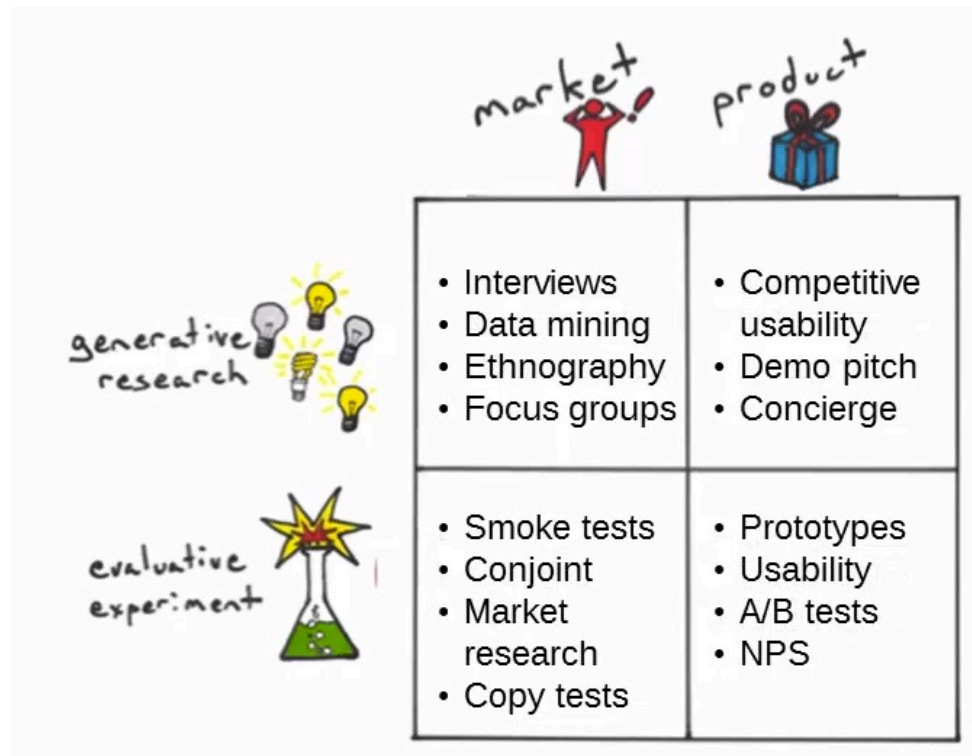 market
product
generative
research
• Interviews
• Data mining
• Ethnography
• Focus groups
• Competitive
usability
• Demo pitch
• Concierge
evaluative
experiment
• Smoke tests
• Conjoint
• Market
research
• Copy tests
• Prototypes
• Usability
• A/B tests
• NPS